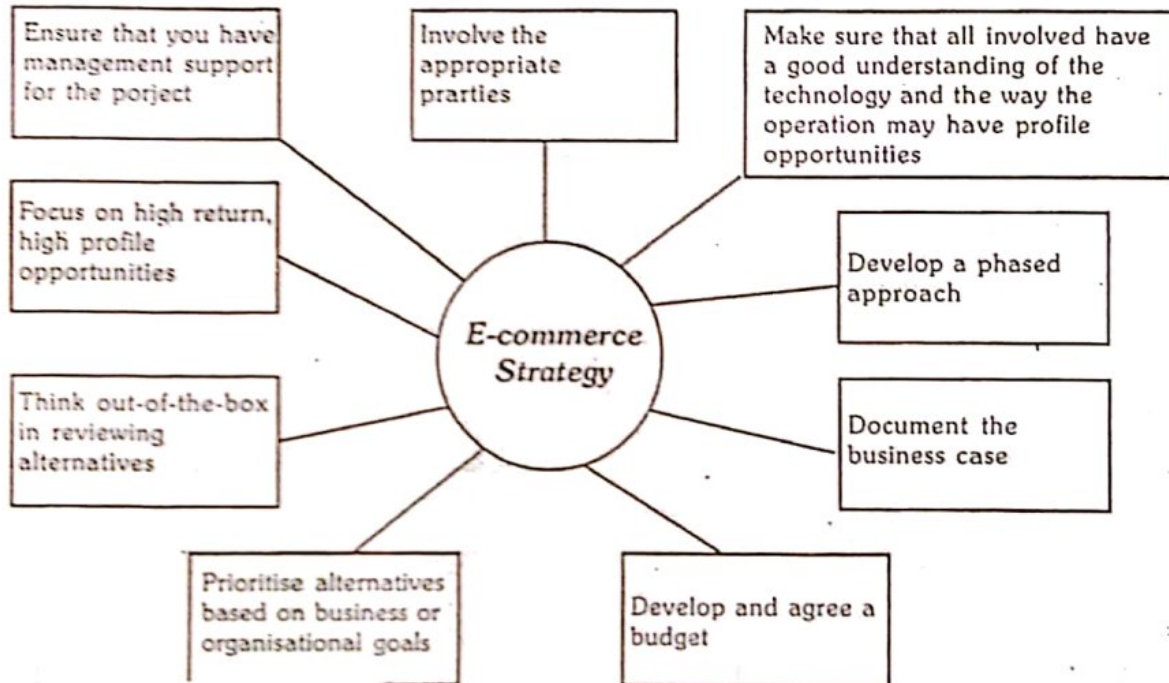 Ensure that you have
management support
for the porject
Involve the
appropriate
prarties
Make sure that all involved have
a good understanding of the
technology and the way the
operation may have profile
opportunities
Focus on high return,
high profile
opportunities
Develop a phased
approach
E-commerce
Strategy
Think out-of-the-box
in reviewing
alternatives
Document the
business case
Prioritise alternatives
based on business or
organisational goals
Develop and agree a
budget